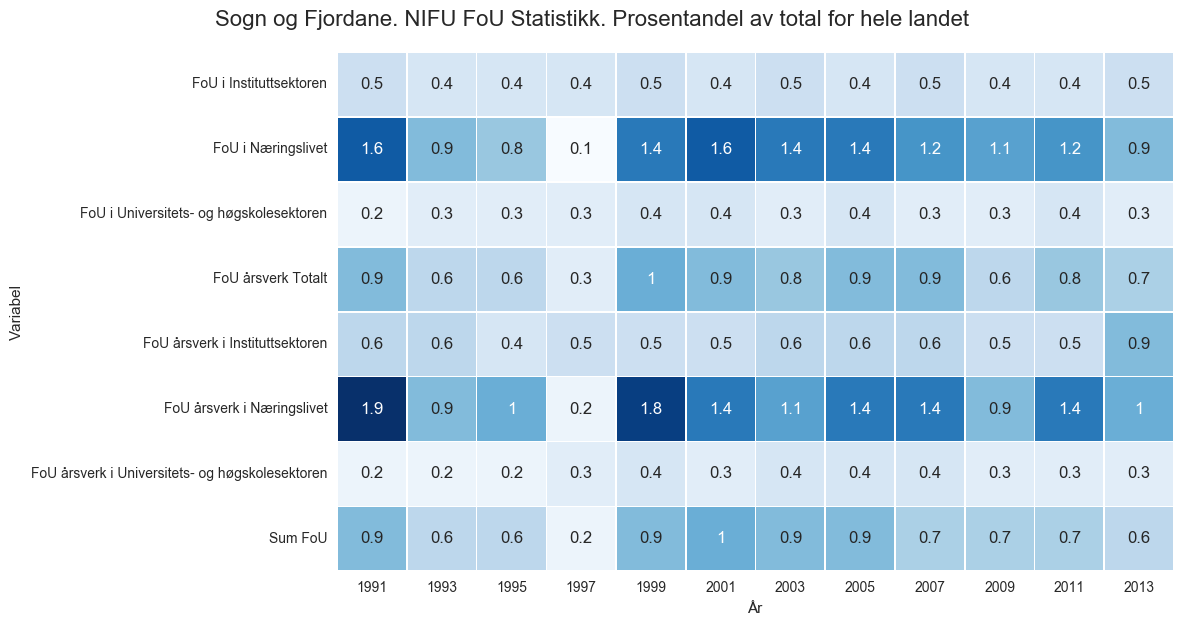 Sogn og Fjordane. NIFU FoU Statistikk. Prosentandel av total for hele landet
Variabel
FoU i Instituttsektoren 0.5 0.4 0.4 0.4 0.5 0.4 0.5 0.4 0.5 0.4 0.4 0.5
FoU i Næringslivet 1.6 0.9 0.8 0.1 1.4 1.6 1.4 1.4 1.2 1.1 1.2 0.9
FoU i Universitets- og høgskolesektoren 0.2 0.3 0.3 0.3 0.4 0.4 0.3 0.4 0.3 0.3 0.4 0.3
FoU årsverk Totalt 0.9 0.6 0.6 0.3 1 0.9 0.8 0.9 0.9 0.6 0.8 0.7
FoU årsverk i Instituttsektoren 0.6 0.6 0.4 0.5 0.5 0.5 0.6 0.6 0.6 0.5 0.5 0.9
FoU årsverk i Næringslivet 1.9 0.9 1 0.2 1.8 1.4 1.1 1.4 1.4 0.9 1.4 1
FoU årsverk i Universitets- og høgskolesektoren 0.2 0.2 0.2 0.3 0.4 0.3 0.4 0.4 0.4 0.3 0.3 0.3
Sum FoU 0.9 0.6 0.6 0.2 0.9 1 0.9 0.9 0.7 0.7 0.7 0.6
1991 1993 1995 1997 1999 2001 2003 2005 2007 2009 2011 2013
År